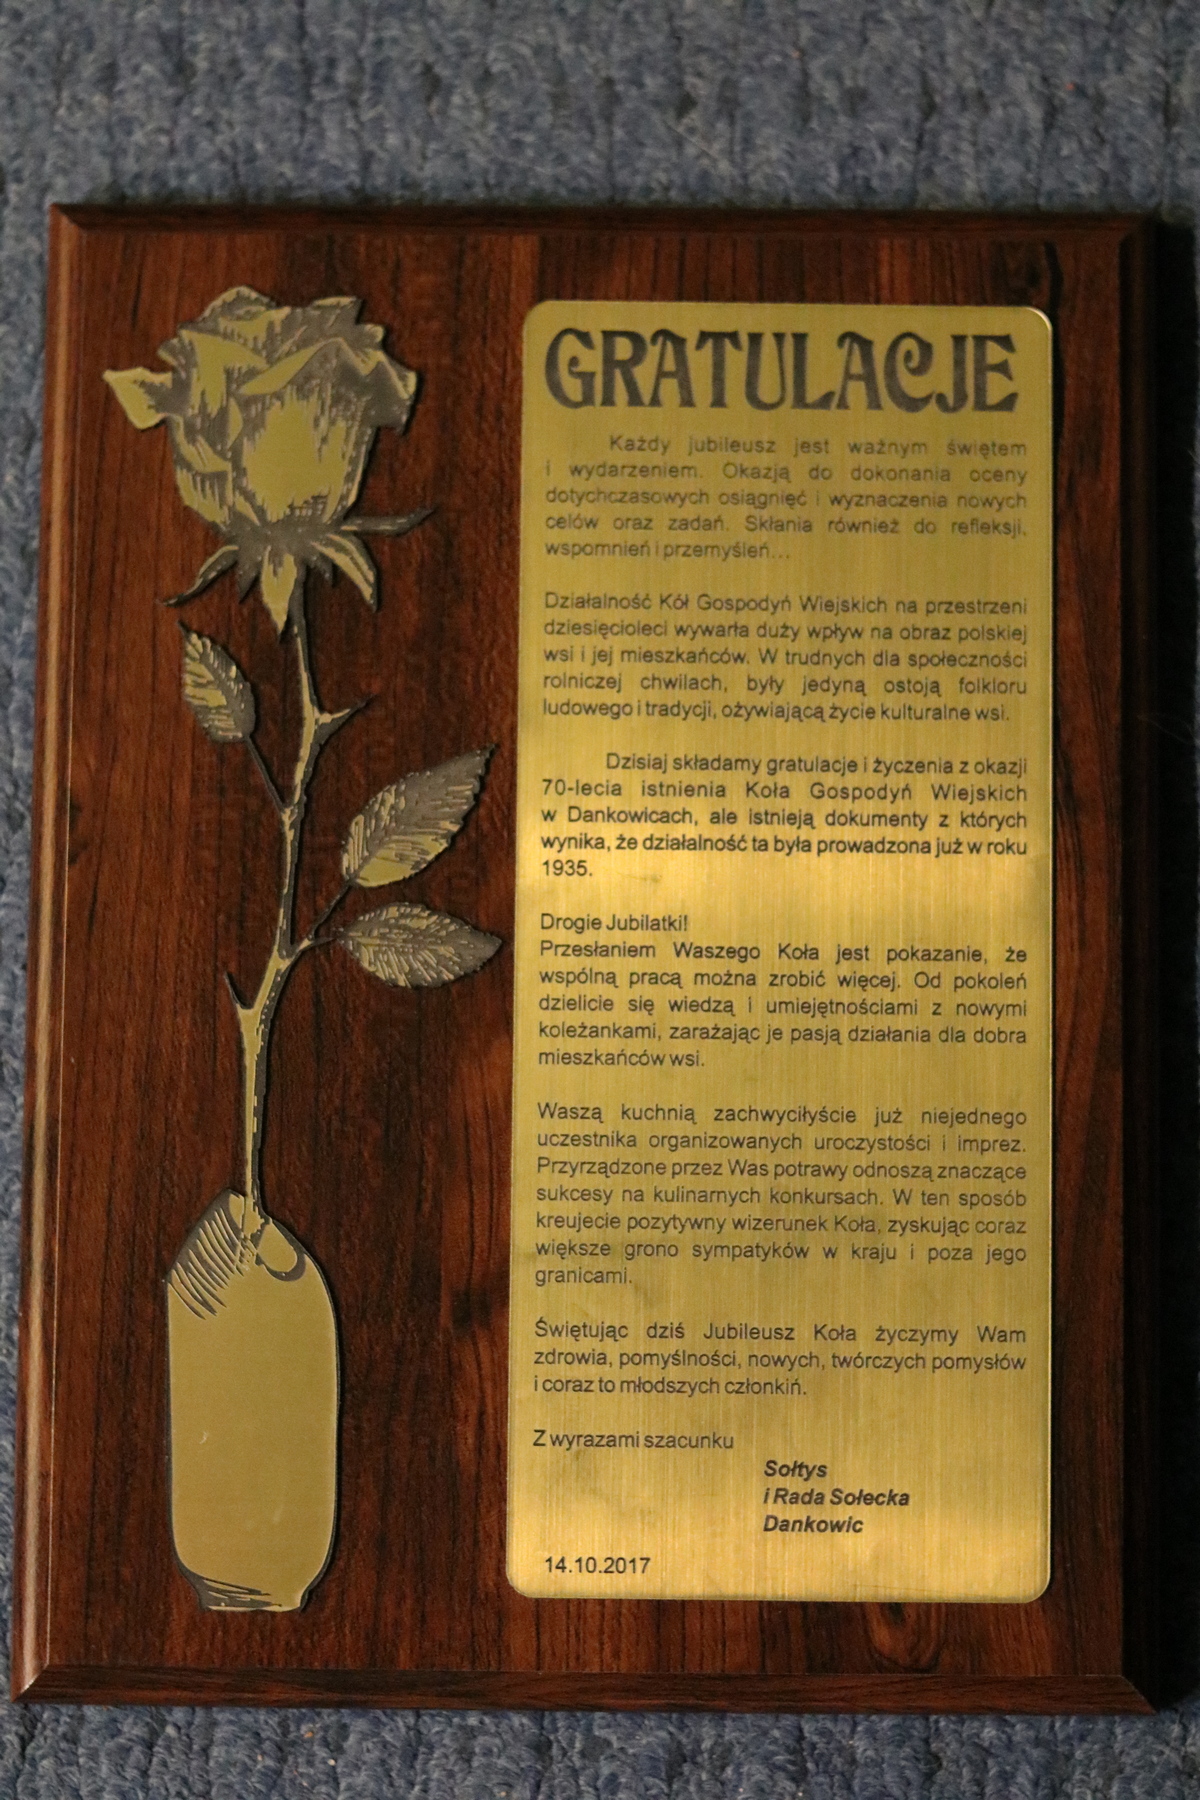 GRATULACJE
Każdy jubileusz jest ważnym świętem
i wydarzeniem. Okazją do dokonania oceny
dotychczasowych osiągnięć i wyznaczenia nowych
celów oraz zadań. Skłania również do refleksji,
wspomnień i przemyśleń...
Działalność Kół Gospodyń Wiejskich na przestrzeni
dziesięcioleci wywarła duży wpływ na obraz polskiej
wsi i jej mieszkańców. W trudnych dla społeczności
rolniczej chwilach, były jedyną ostoją folkloru
ludowego i tradycji, ożywiającą życie kulturalne wsi.
Dzisiaj składamy gratulacje i życzenia z okazji
70-lecia istnienia Koła Gospodyń Wiejskich
w Dankowicach, ale istnieją dokumenty z których
wynika, że działalność ta była prowadzona już w roku
1935.
Drogie Jubilatki!
Przesłaniem Waszego Koła jest pokazanie, że
wspólną pracą można zrobić więcej. Od pokoleń
dzielicie się wiedzą i umiejętnościami z nowymi
koleżankami, zarażając je pasją działania dla dobra
mieszkańców wsi.
Waszą kuchnią zachwyciłyście już niejednego
uczestnika organizowanych uroczystości i imprez.
Przyrządzone przez Was potrawy odnoszą znaczące
sukcesy na kulinarnych konkursach. W ten sposób
kreujecie pozytywny wizerunek Koła, zyskując coraz
większe grono sympatyków w kraju i poza jego
granicami.
Świętując dziś Jubileusz Koła życzymy Wam
zdrowia, pomyślności, nowych, twórczych pomysłów
i coraz to młodszych członkiń.
Z wyrazami szacunku
Sołtys
i Rada Sołecka
Dankowic
14.10.2017